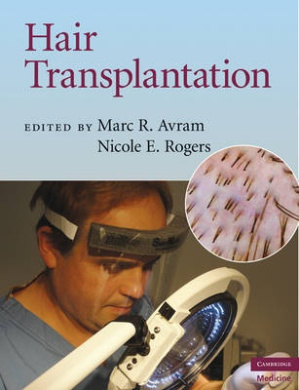 Hair
Transplantation
EDITED BY Marc R. Avram
Nicole E. Rogers
CAMBRIDGE
Medicine